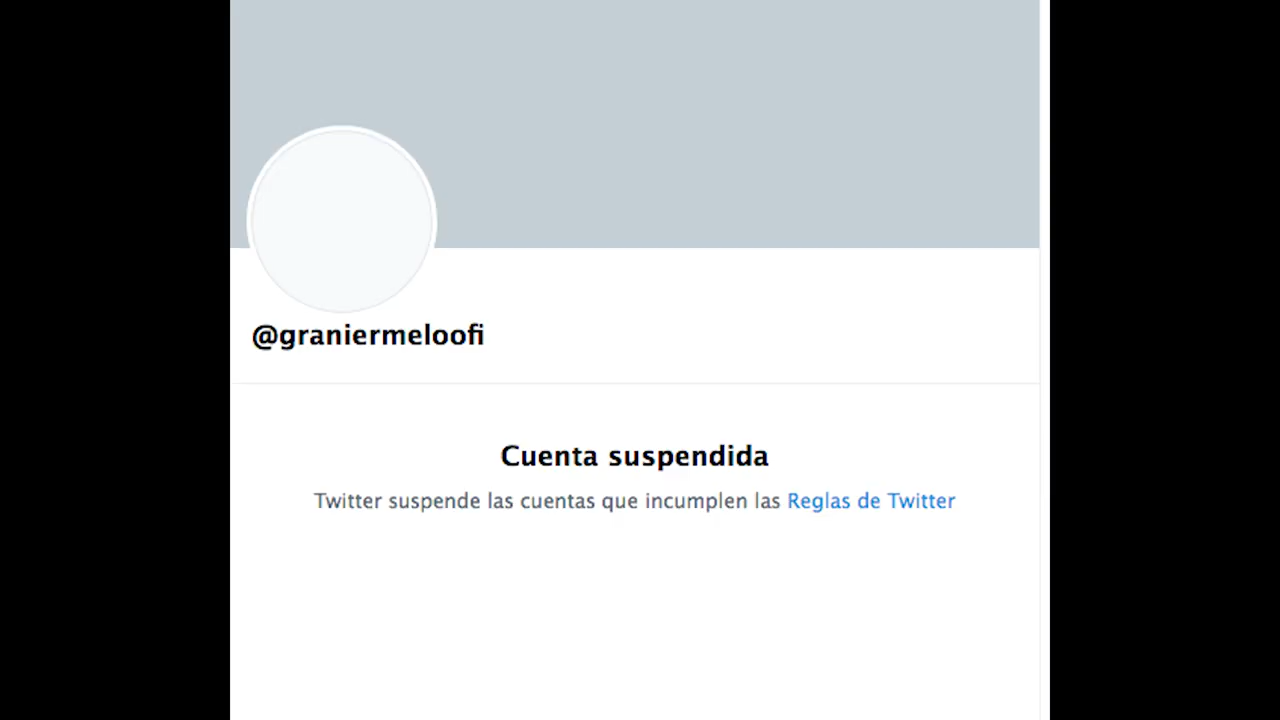 @graniermeloofi
Cuenta suspendida
Twitter suspende las cuentas que incumplen las Reglas de Twitter